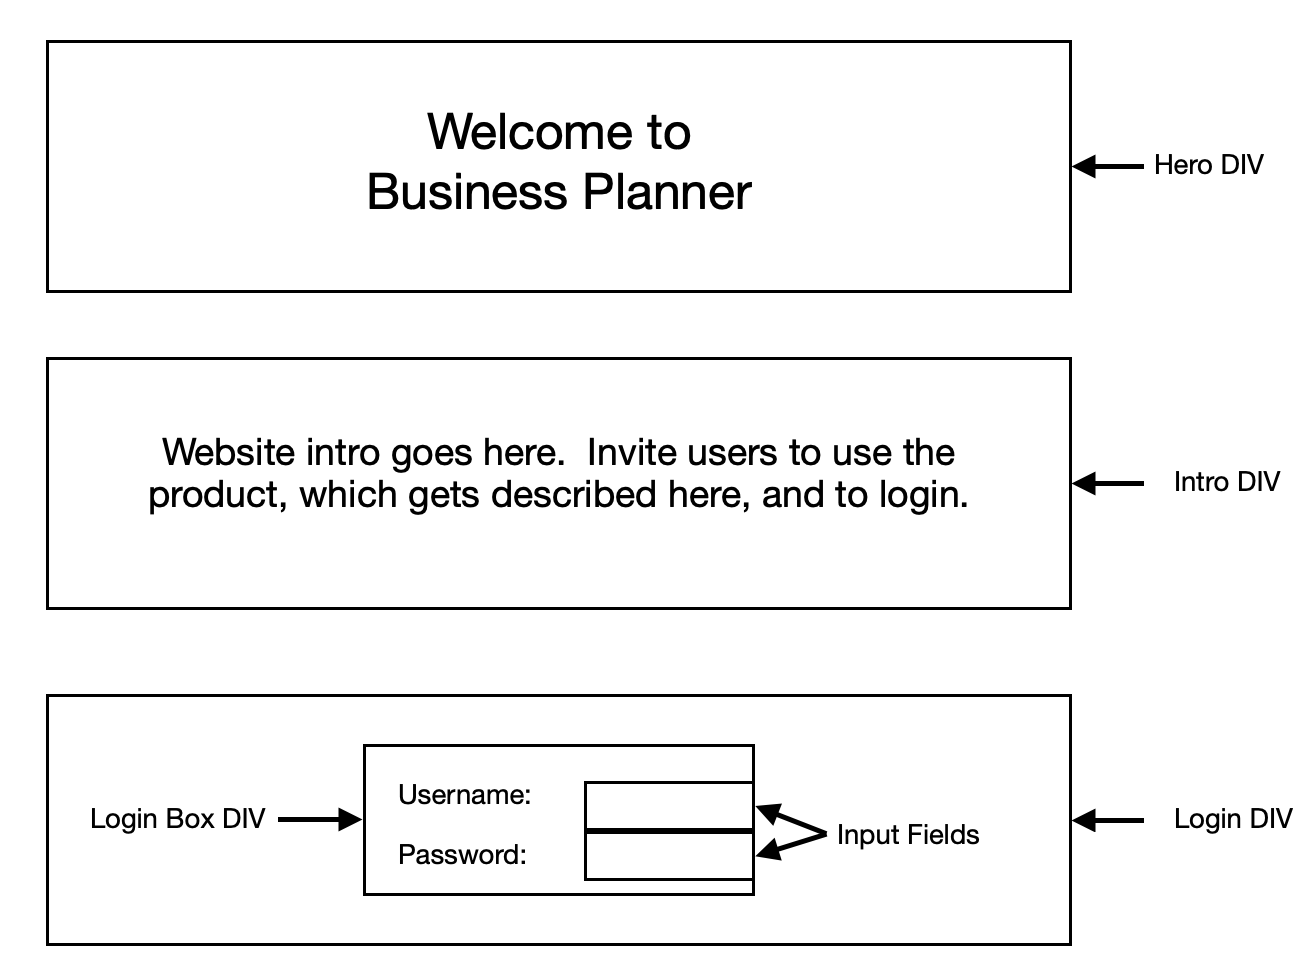 Welcome to
Business Planner
Hero DIV
Website intro goes here.  Invite users to use the
product, which gets described here, and to login.
Intro DIV
Login Box DIV
Username:
Password:
Input Fields
Login DIV